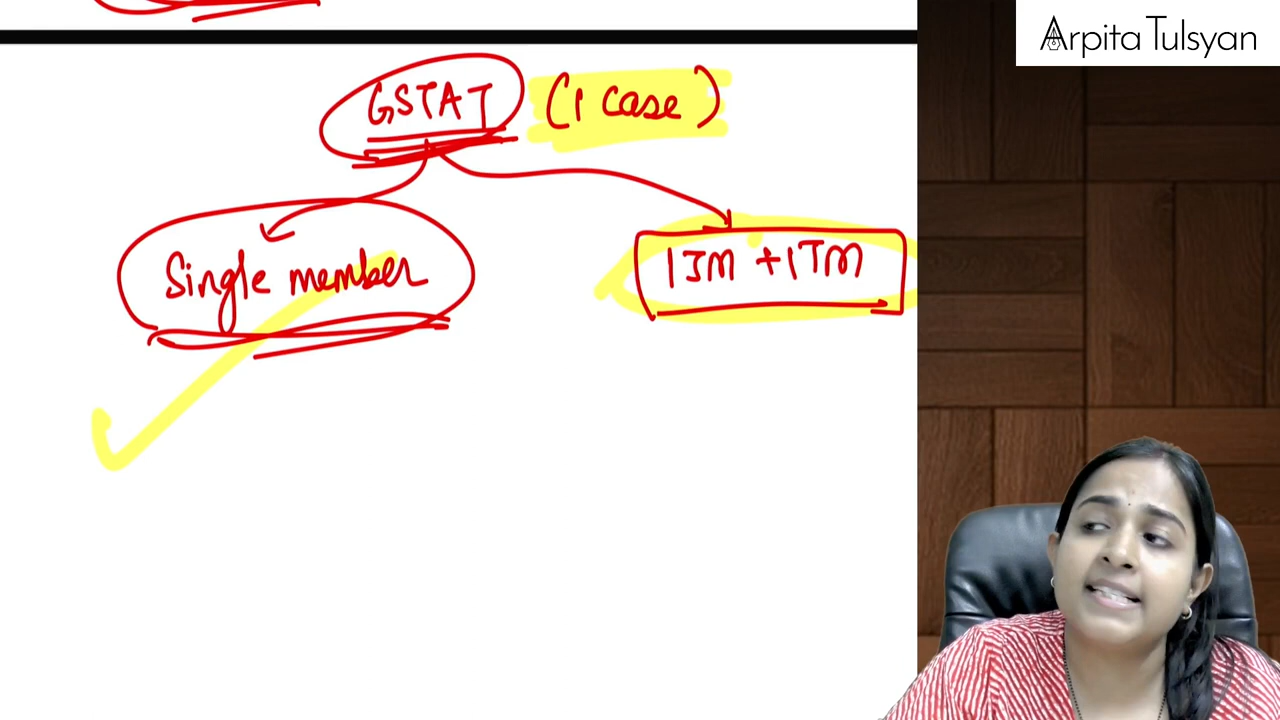 Arpita Tulsyan
GSTAT (1 case)
Single member
1JM + 1TM